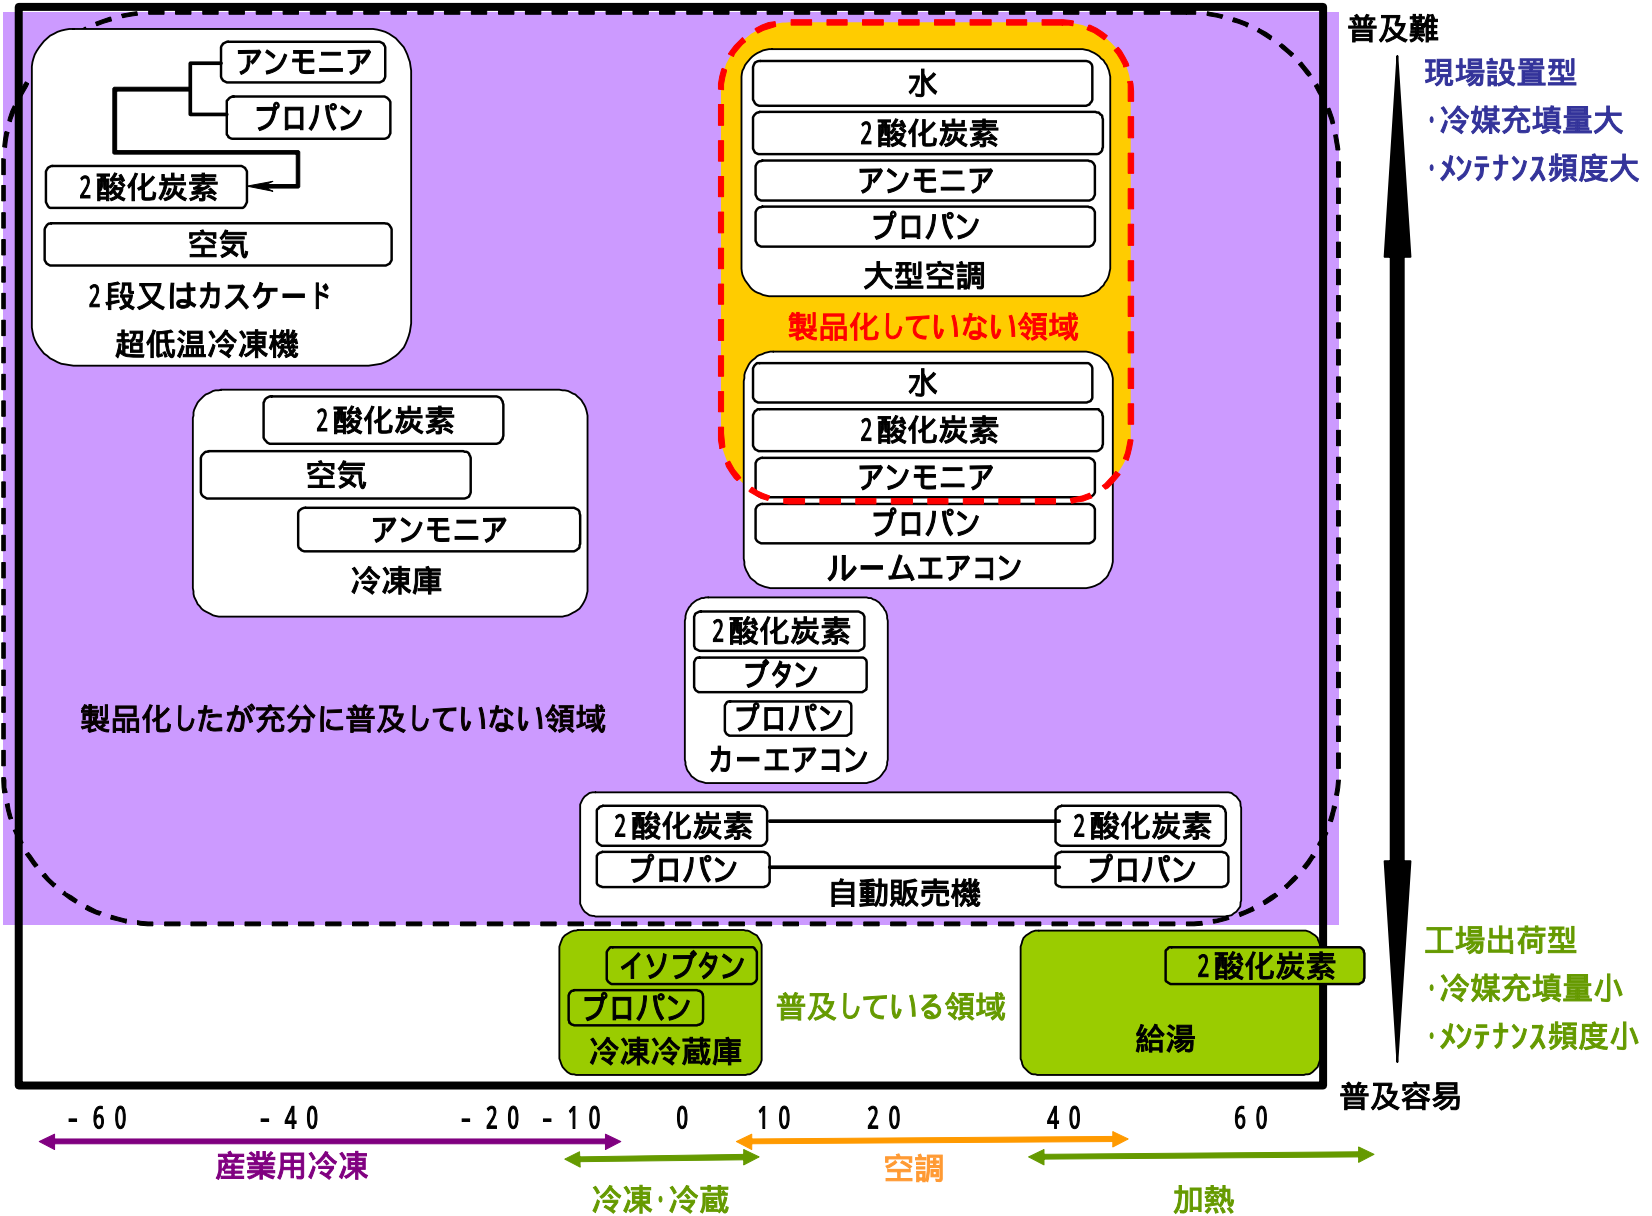 普及難
現場設置型
・冷媒充填量大
・メンテナンス頻度大
アンモニア
プロパン
2酸化炭素
空気
2段又はカスケード
超低温冷凍機
水
2酸化炭素
アンモニア
プロパン
大型空調
製品化していない領域
水
2酸化炭素
アンモニア
プロパン
ルームエアコン
2酸化炭素
空気
アンモニア
冷凍庫
2酸化炭素
ブタン
プロパン
カーエアコン
製品化したが充分に普及していない領域
2酸化炭素 2酸化炭素
プロパン プロパン
自動販売機
イソブタン
プロパン
冷凍冷蔵庫
普及している領域
2酸化炭素
給湯
工場出荷型
・冷媒充填量小
・メンテナンス頻度小
普及容易
-60 -40 -20 -10 0 10 20 40 60
産業用冷凍
空調
冷凍・冷蔵
加熱